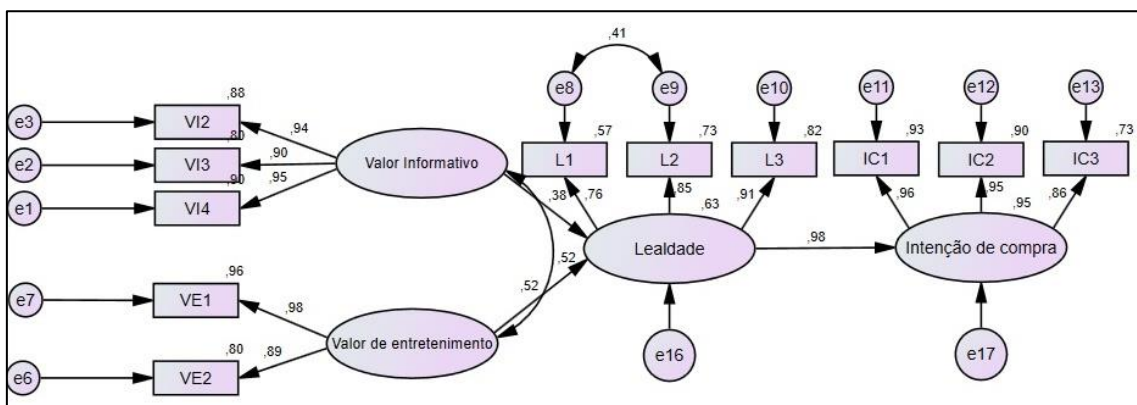 ,41
e8
e9
e10
e11
e12
e13
,88
e3
VI2
,94
,80
e2
VI3
,90
,90
e1
VI4
,95
Valor Informativo
,57
L1
,73
L2
,82
L3
,93
IC1
,90
IC2
,73
IC3
,76
,85
,91
,96
,95
,86
,38
,63
Lealdade
,98
,95
Intenção de compra
,52
,52
,96
e7
VE1
,98
Valor de entretenimento
,80
e6
VE2
,89
e16
e17